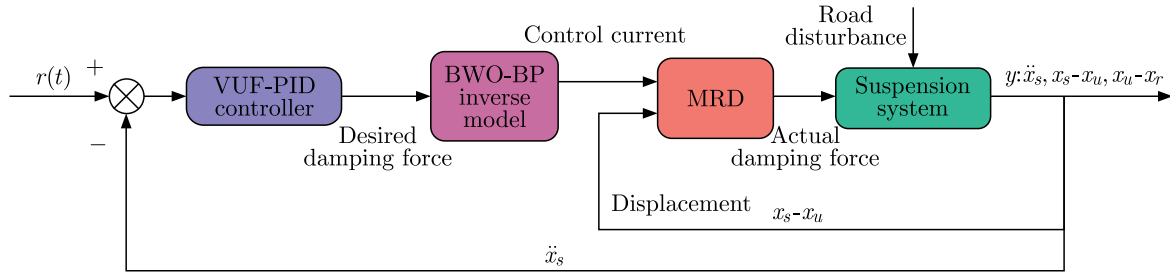 r(t)
+
−
VUF-PID
controller
Desired
damping force
BWO-BP
inverse
model
Control current
MRD
Actual
damping force
Road
disturbance
Suspension
system
y:ẍₛ, xₛ-xᵤ, xᵤ-xᵣ
Displacement
xₛ-xᵤ
ẍₛ